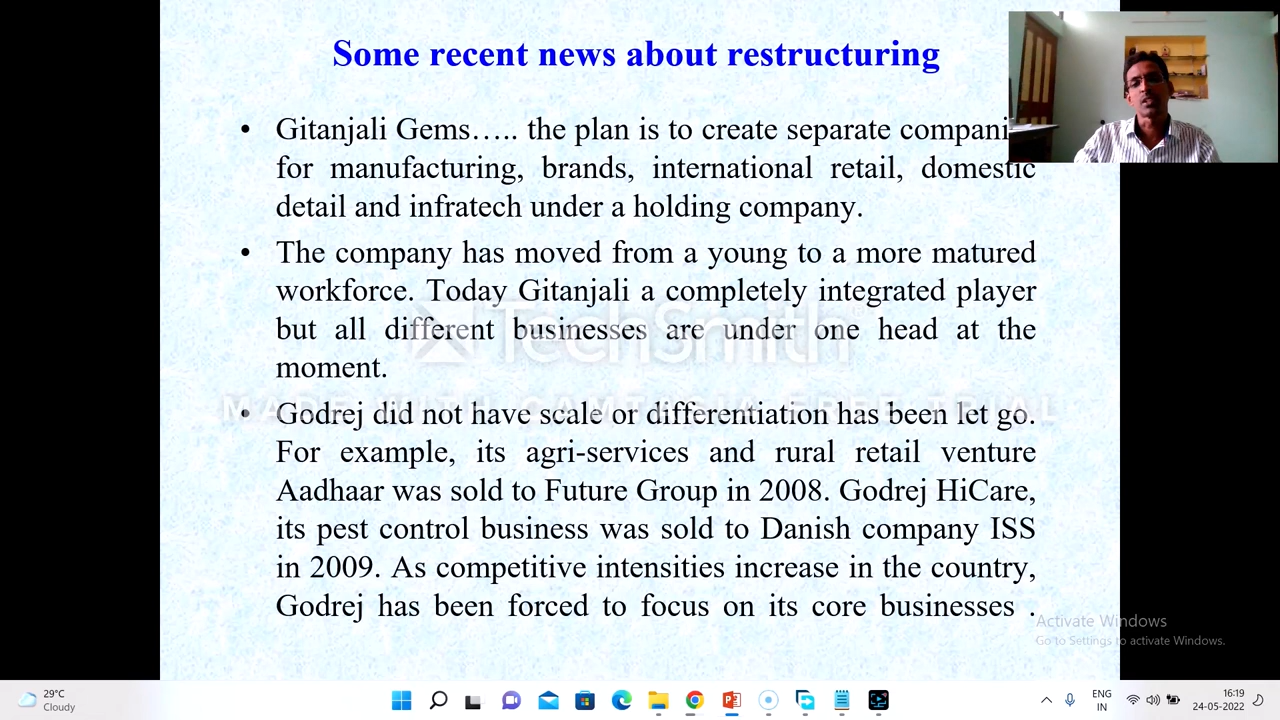 Some recent news about restructuring
• Gitanjali Gems….. the plan is to create separate compani
for manufacturing, brands, international retail, domestic
detail and infratech under a holding company.
• The company has moved from a young to a more matured
workforce. Today Gitanjali a completely integrated player
but all different businesses are under one head at the
moment.
• Godrej did not have scale or differentiation has been let go.
For example, its agri-services and rural retail venture
Aadhaar was sold to Future Group in 2008. Godrej HiCare,
its pest control business was sold to Danish company ISS
in 2009. As competitive intensities increase in the country,
Godrej has been forced to focus on its core businesses .
TechSmith
MADE WITH CAMTASIA FREE TRIAL
Activate Windows
Go to Settings to activate Windows.
29°C
Cloudy
ENG
IN
16:19
24-05-2022